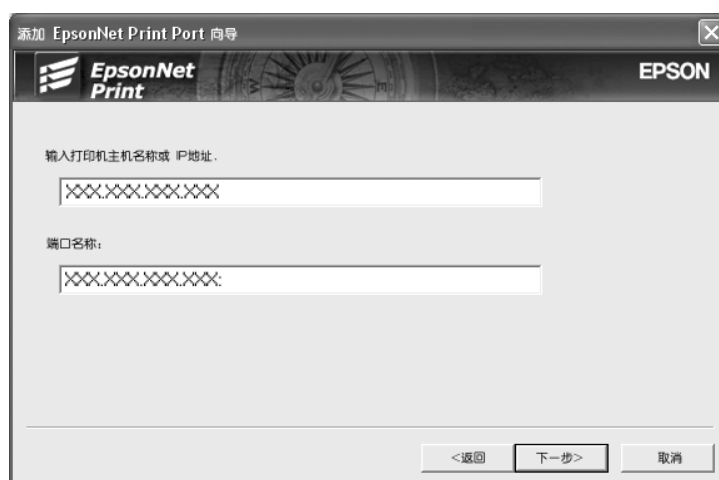 添加 EpsonNet Print Port 向导
EpsonNet
Print
EPSON
输入打印机主机名称或 IP地址.
XXX.XXX.XXX.XXX
端口名称:
XXX.XXX.XXX.XXX:
<返回
下一步>
取消